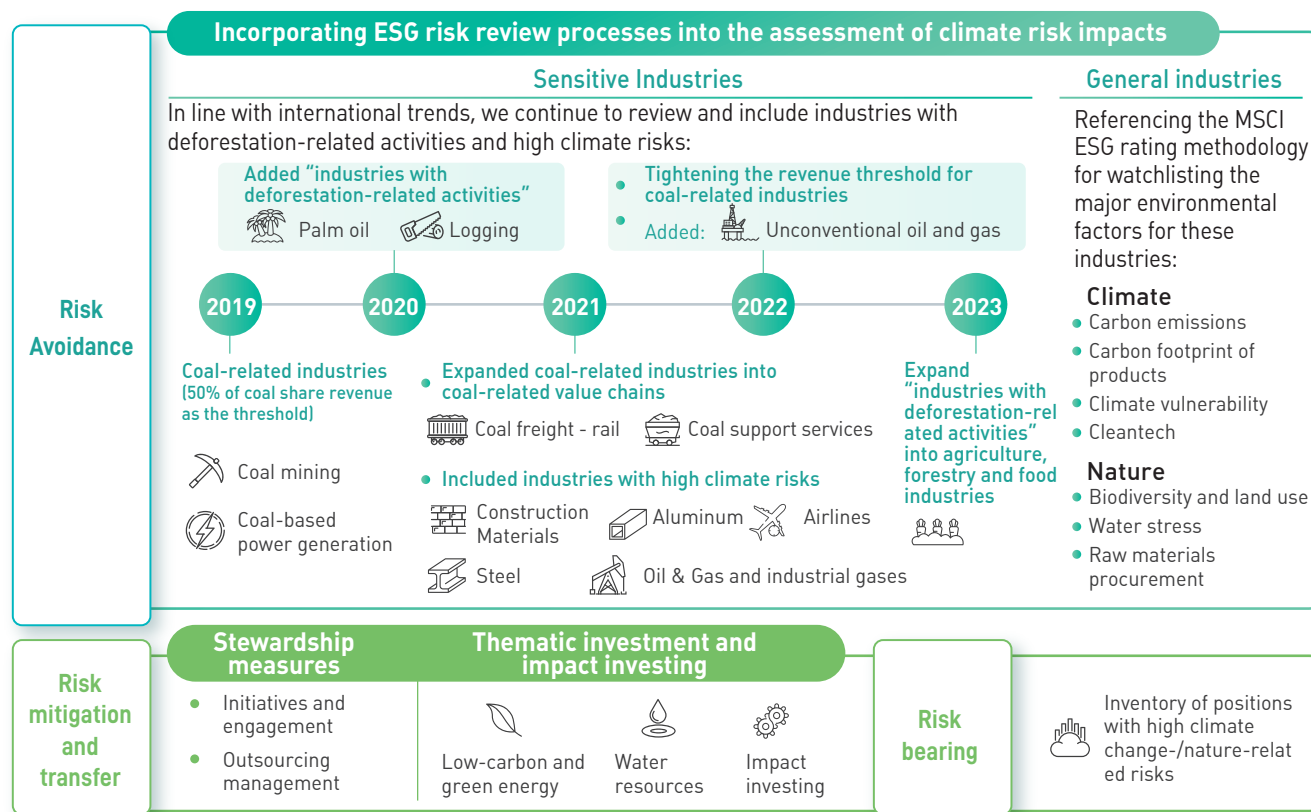 Incorporating ESG risk review processes into the assessment of climate risk impacts
Risk
Avoidance
Sensitive Industries
In line with international trends, we continue to review and include industries with
deforestation-related activities and high climate risks:
Added “industries with
deforestation-related activities”
Palm oil
Logging
Tightening the revenue threshold for
coal-related industries
Added:
Unconventional oil and gas
2019
2020
2021
2022
2023
Coal-related industries
(50% of coal share revenue
as the threshold)
Coal mining
Coal-based
power generation
Expanded coal-related industries into
coal-related value chains
Coal freight - rail
Coal support services
Included industries with high climate risks
Construction
Materials
Aluminum
Airlines
Steel
Oil & Gas and industrial gases
Expand
“industries with
deforestation-rel
ated activities”
into agriculture,
forestry and food
industries
General industries
Referencing the MSCI
ESG rating methodology
for watchlisting the
major environmental
factors for these
industries:
Climate
Carbon emissions
Carbon footprint of
products
Climate vulnerability
Cleantech
Nature
Biodiversity and land use
Water stress
Raw materials
procurement
Risk
mitigation
and
transfer
Stewardship
measures
Initiatives and
engagement
Outsourcing
management
Thematic investment and
impact investing
Low-carbon and
green energy
Water
resources
Impact
investing
Risk
bearing
Inventory of positions
with high climate
change-/nature-relat
ed risks